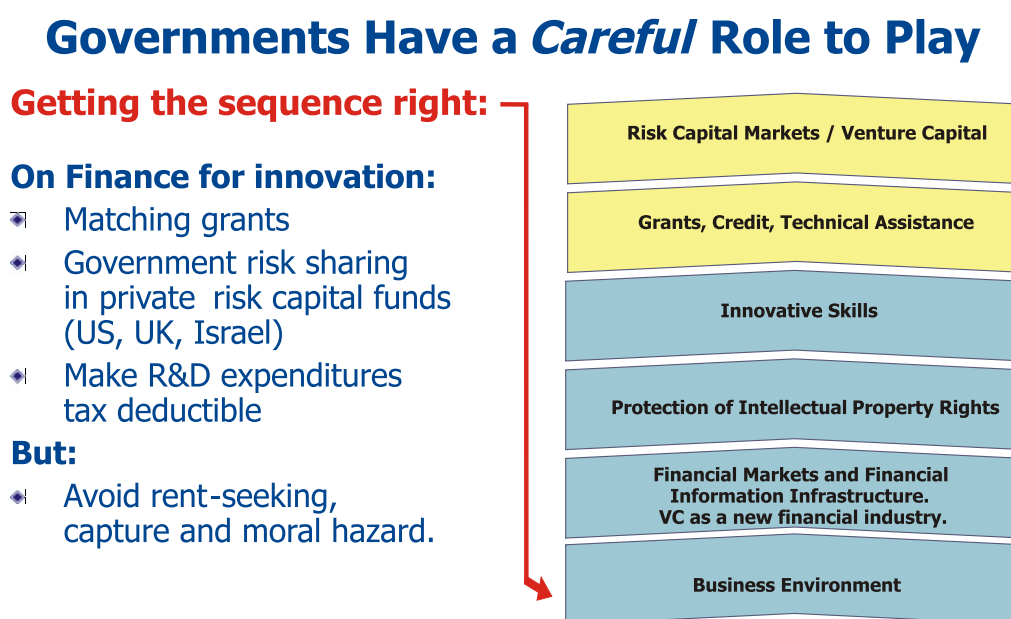 Governments Have a Careful Role to Play
Getting the sequence right:
On Finance for innovation:
Matching grants
Government risk sharing
in private risk capital funds
(US, UK, Israel)
Make R&D expenditures
tax deductible
But:
Avoid rent-seeking,
capture and moral hazard.
Risk Capital Markets / Venture Capital
Grants, Credit, Technical Assistance
Innovative Skills
Protection of Intellectual Property Rights
Financial Markets and Financial
Information Infrastructure.
VC as a new financial industry.
Business Environment